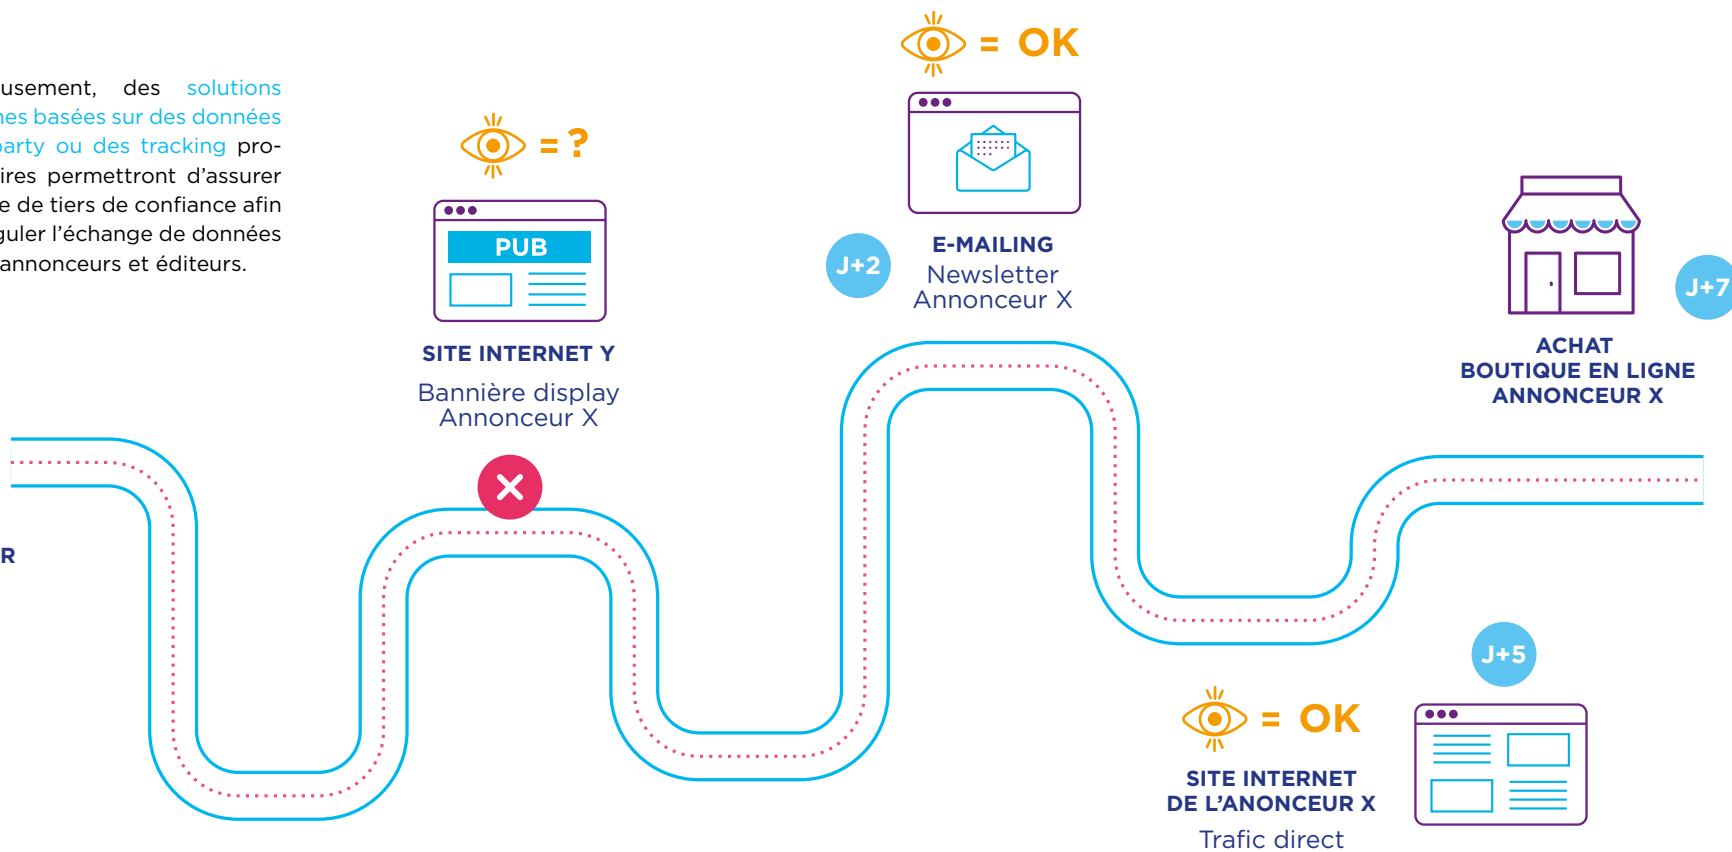 usement, des solutions
nes basées sur des données
party ou des tracking pro-
ires permettront d'assurer
e de tiers de confiance afin
guler l'échange de données
annonceurs et éditeurs.
R
= ?
PUB
SITE INTERNET Y
Bannière display
Annonceur X
= OK
J+2
E-MAILING
Newsletter
Annonceur X
J+7
ACHAT
BOUTIQUE EN LIGNE
ANNONCEUR X
J+5
= OK
SITE INTERNET
DE L'ANONCEUR X
Trafic direct